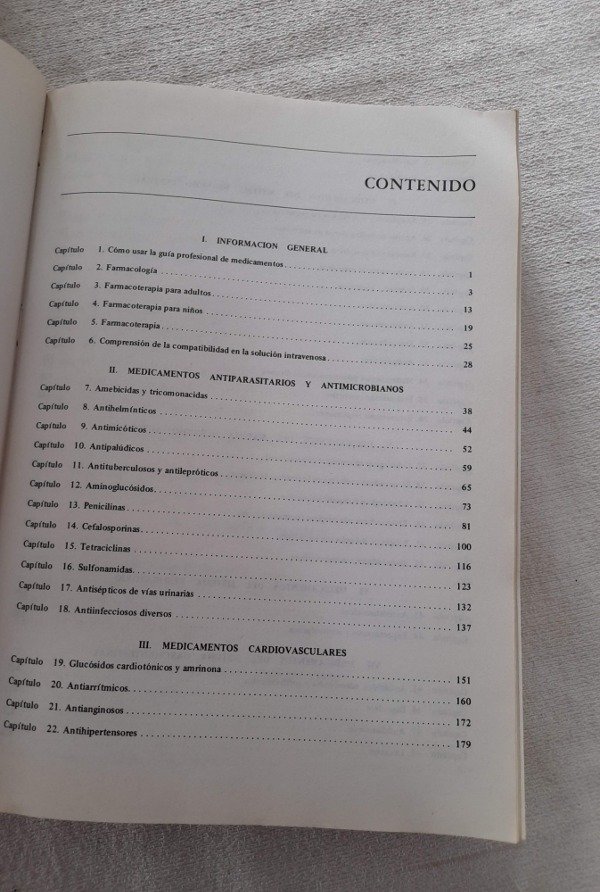 CONTENIDO
I. INFORMACION GENERAL
Capítulo 1. Cómo usar la guía profesional de medicamentos 1
Capítulo 2. Farmacología 3
Capítulo 3. Farmacoterapia para adultos 13
Capítulo 4. Farmacoterapia para niños 19
Capítulo 5. Farmacoterapia 25
Capítulo 6. Comprensión de la compatibilidad en la solución intravenosa 28
II. MEDICAMENTOS ANTIPARASITARIOS Y ANTIMICROBIANOS
Capítulo 7. Amebicidas y tricomonacidas 38
Capítulo 8. Antihelmínticos 44
Capítulo 9. Antimicóticos 52
Capítulo 10. Antipalúdicos 59
Capítulo 11. Antituberculosos y antilepróticos 65
Capítulo 12. Aminoglucósidos 73
Capítulo 13. Penicilinas 81
Capítulo 14. Cefalosporinas 100
Capítulo 15. Tetraciclinas 116
Capítulo 16. Sulfonamidas 123
Capítulo 17. Antisépticos de vías urinarias 132
Capítulo 18. Antiinfecciosos diversos 137
III. MEDICAMENTOS CARDIOVASCULARES
Capítulo 19. Glucósidos cardiotónicos y amrinona 151
Capítulo 20. Antiarrítmicos 160
Capítulo 21. Antianginosos 172
Capítulo 22. Antihipertensores 179